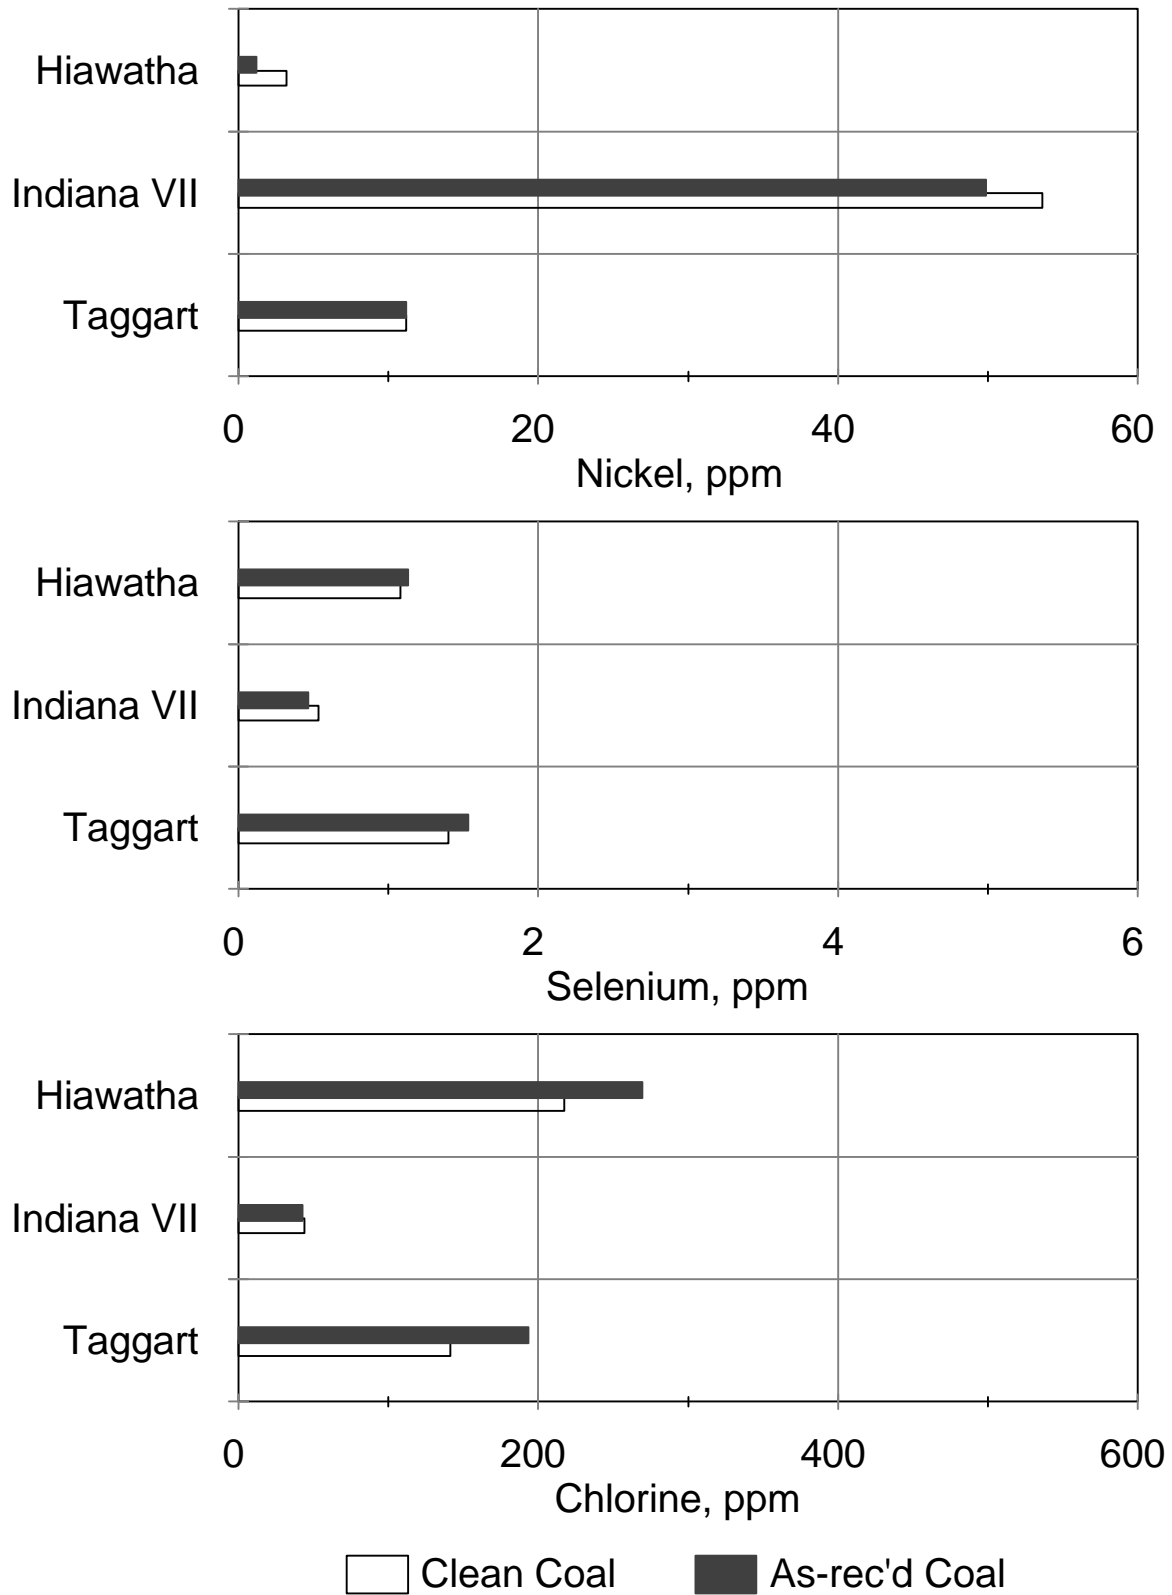 Hiawatha
Indiana VII
Taggart
0 20 40 60
Nickel, ppm
Hiawatha
Indiana VII
Taggart
0 2 4 6
Selenium, ppm
Hiawatha
Indiana VII
Taggart
0 200 400 600
Chlorine, ppm
Clean Coal As-rec'd Coal